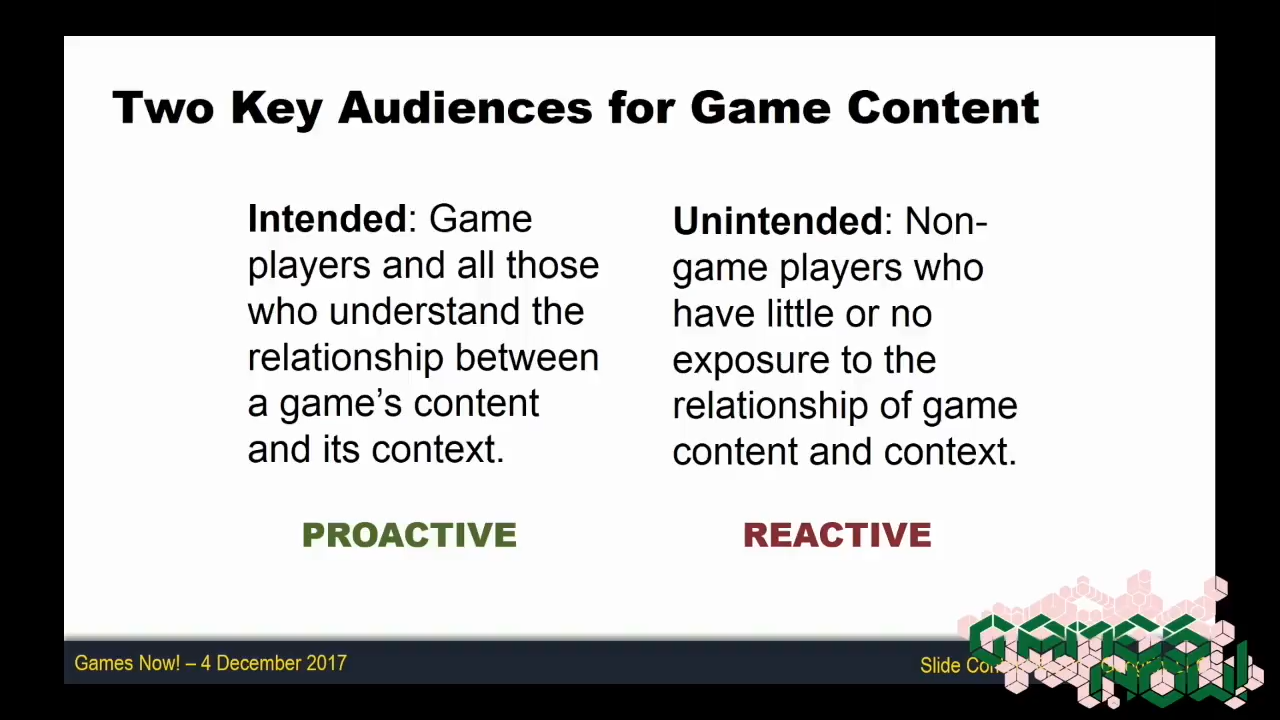 Two Key Audiences for Game Content
Intended: Game
players and all those
who understand the
relationship between
a game’s content
and its context.
PROACTIVE
Unintended: Non-
game players who
have little or no
exposure to the
relationship of game
content and context.
REACTIVE
Games Now! – 4 December 2017
Slide
GAMES
NOW!